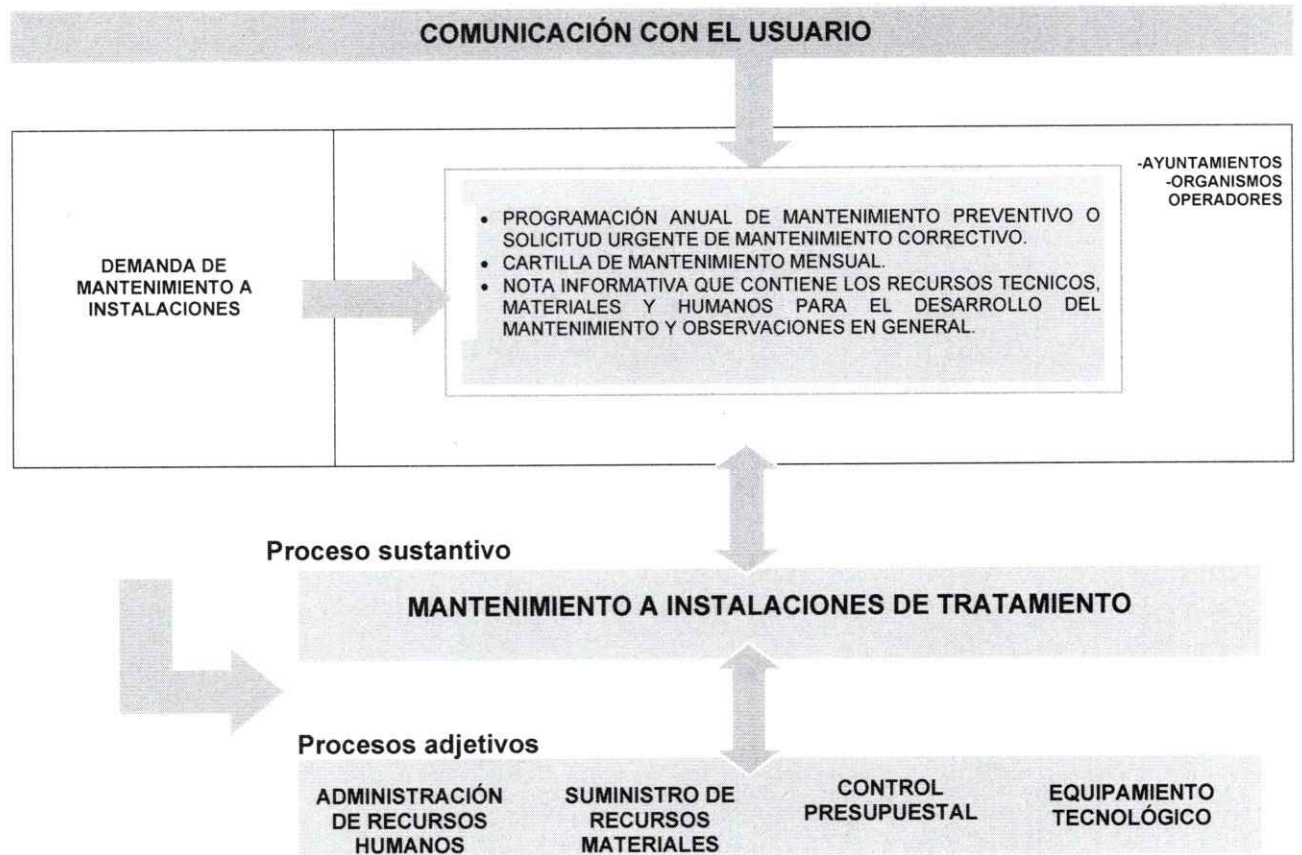 COMUNICACIÓN CON EL USUARIO
-AYUNTAMIENTOS
-ORGANISMOS
OPERADORES
DEMANDA DE
MANTENIMIENTO A
INSTALACIONES
• PROGRAMACIÓN ANUAL DE MANTENIMIENTO PREVENTIVO O
SOLICITUD URGENTE DE MANTENIMIENTO CORRECTIVO.
• CARTILLA DE MANTENIMIENTO MENSUAL.
• NOTA INFORMATIVA QUE CONTIENE LOS RECURSOS TECNICOS,
MATERIALES Y HUMANOS PARA EL DESARROLLO DEL
MANTENIMIENTO Y OBSERVACIONES EN GENERAL.
Proceso sustantivo
MANTENIMIENTO A INSTALACIONES DE TRATAMIENTO
Procesos adjetivos
ADMINISTRACIÓN
DE RECURSOS
HUMANOS
SUMINISTRO DE
RECURSOS
MATERIALES
CONTROL
PRESUPUESTAL
EQUIPAMIENTO
TECNOLÓGICO